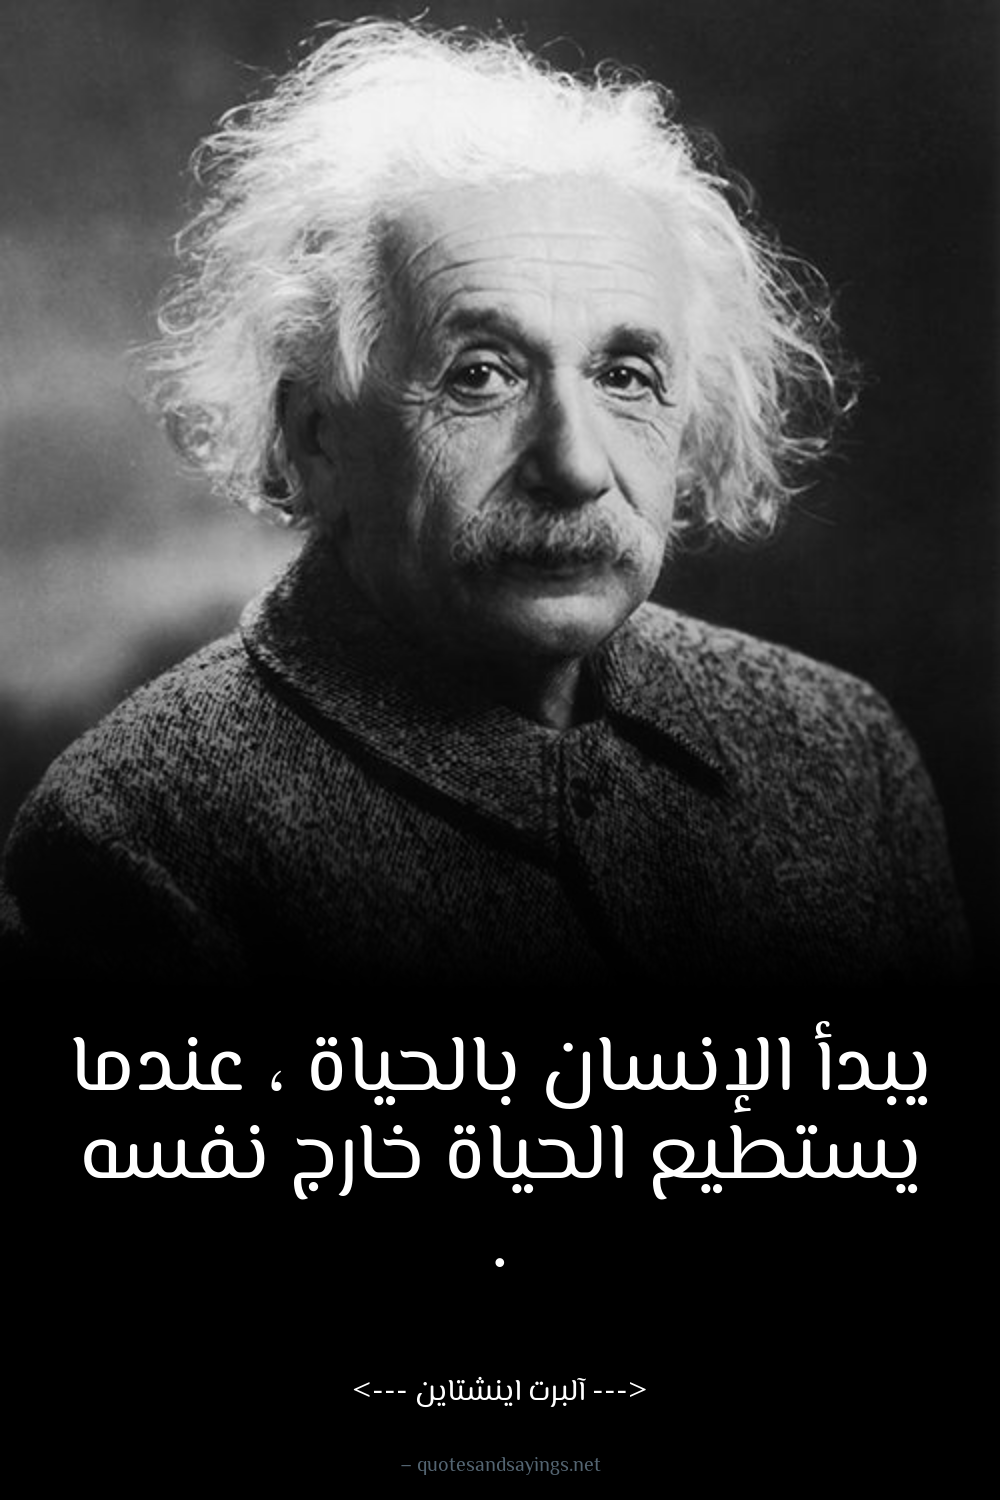 يبدأ الإنسان بالحياة ، عندما
يستطيع الحياة خارج نفسه
.
<--- آلبرت اينشتاين --->
– quotesandsayings.net